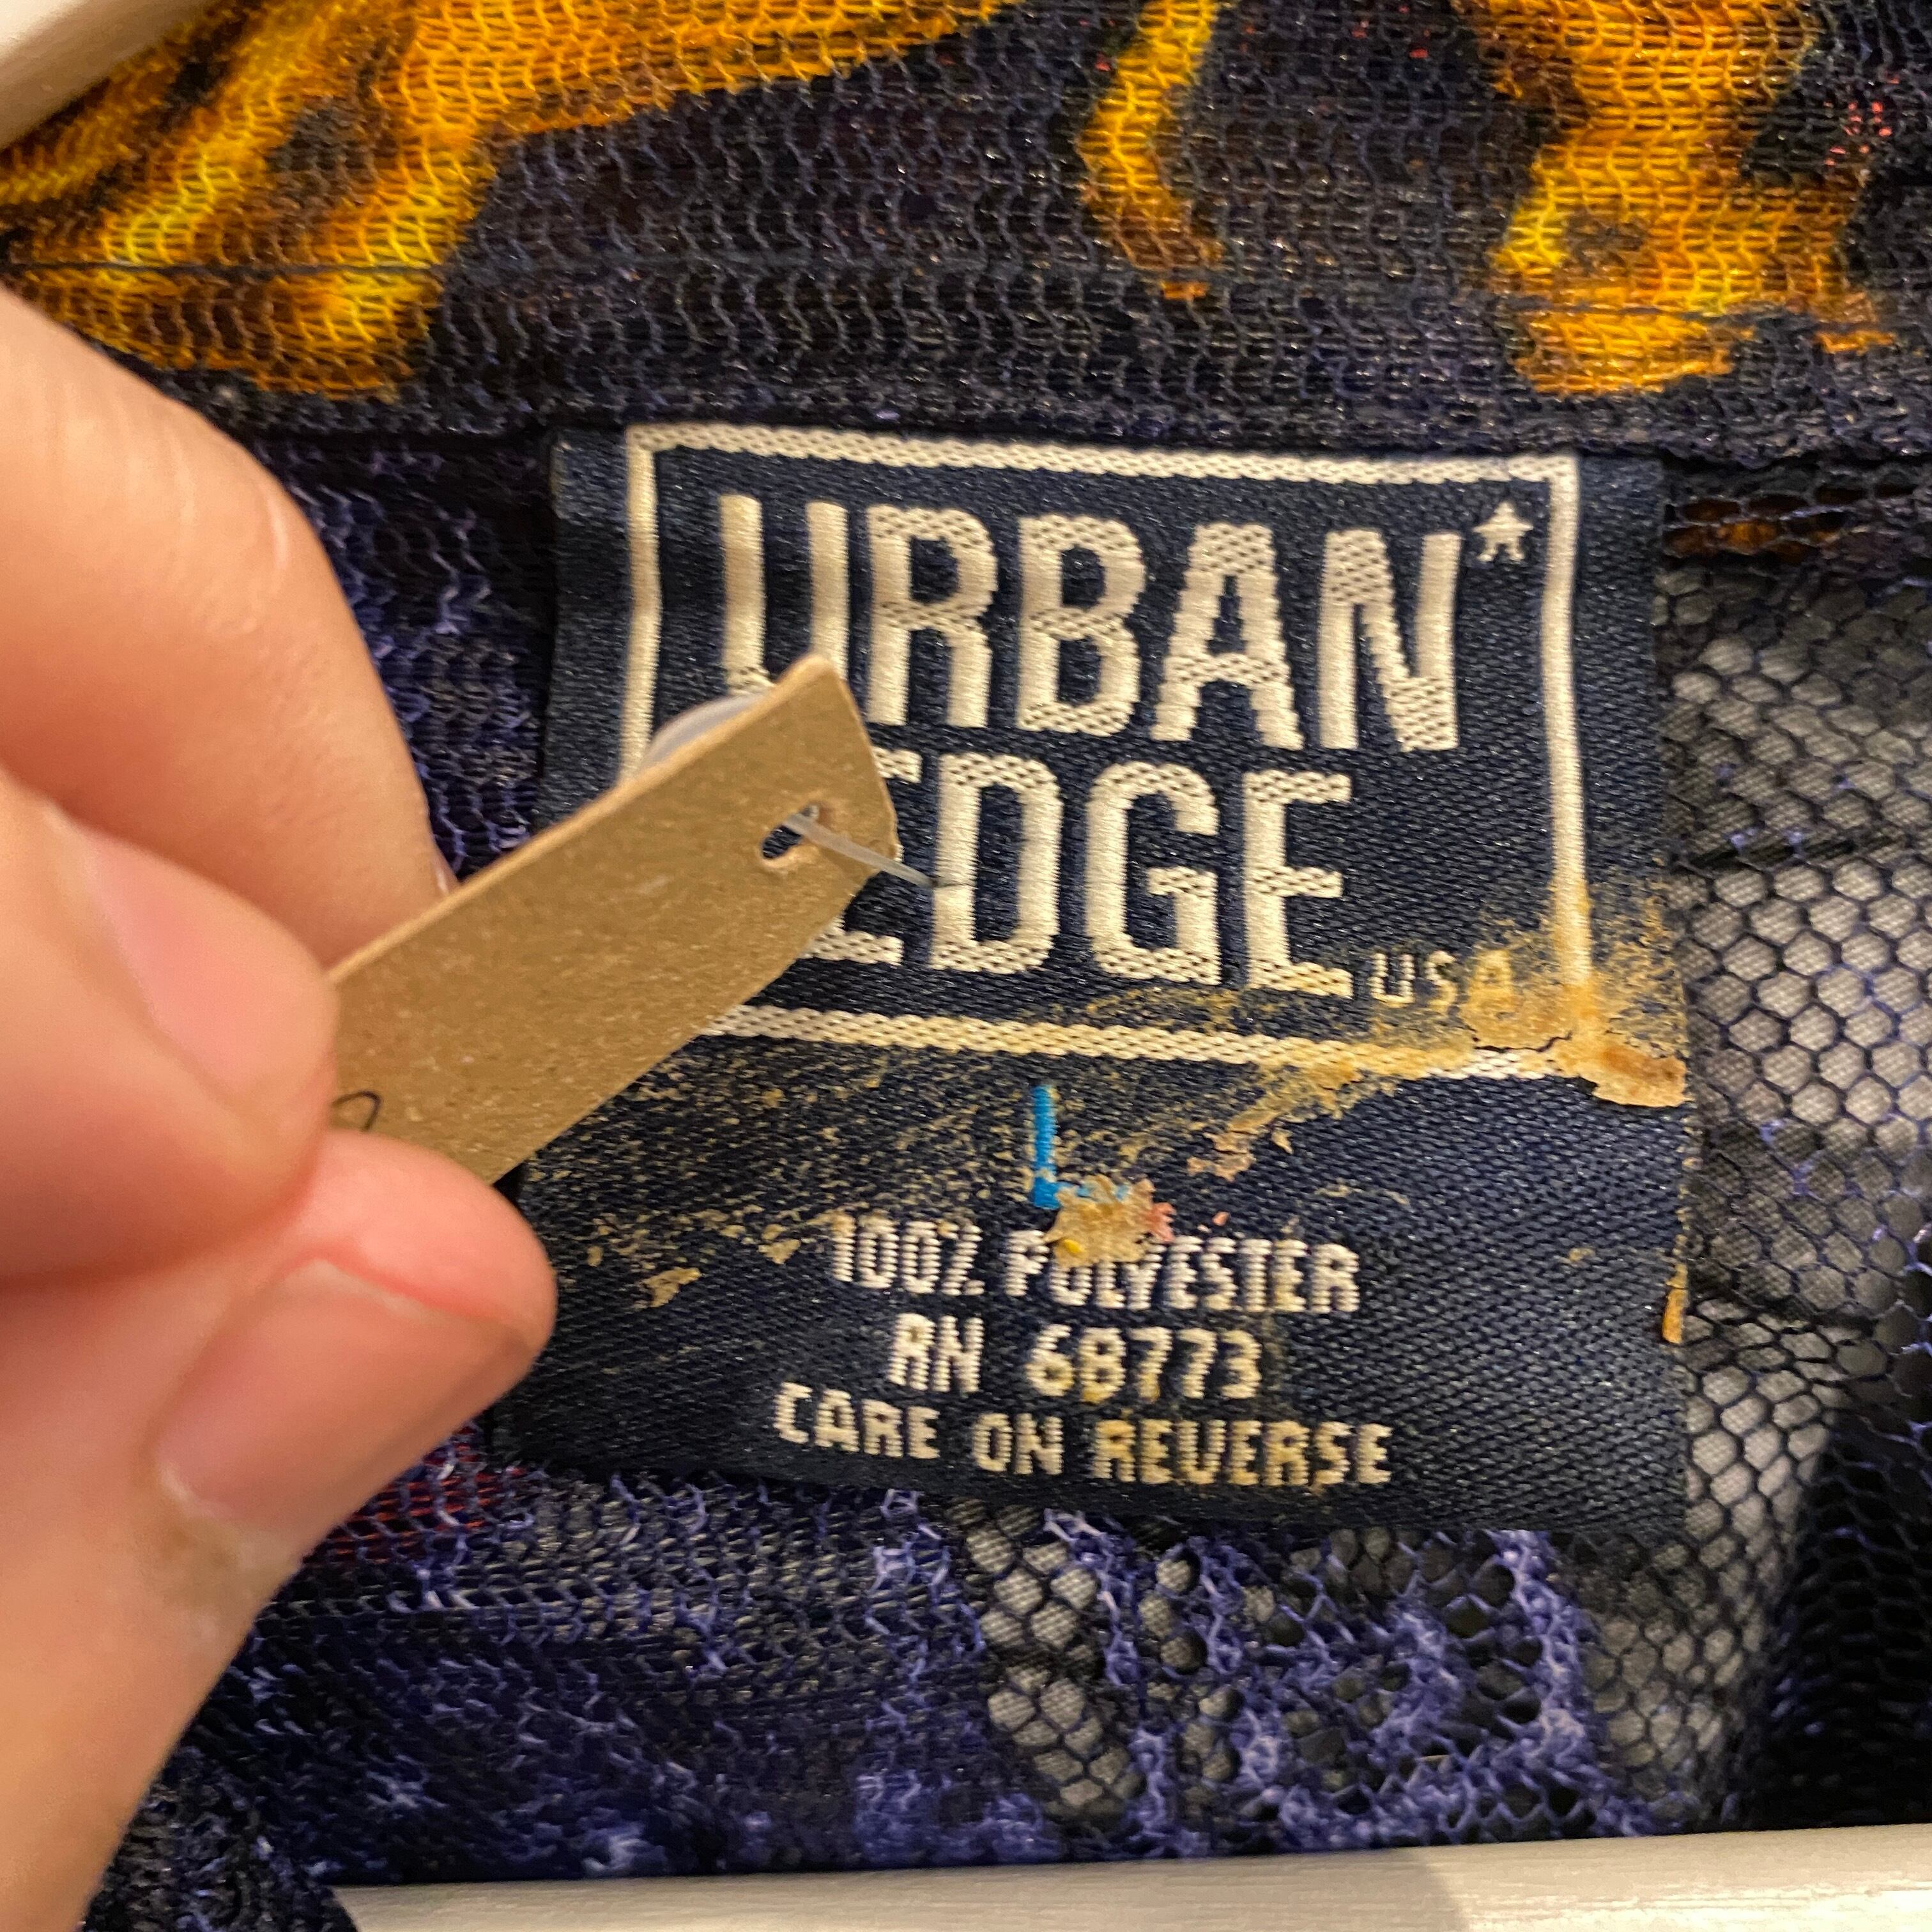 URBAN
EDGE USA
L
100% POLYESTER
RN 68773
CARE ON REVERSE